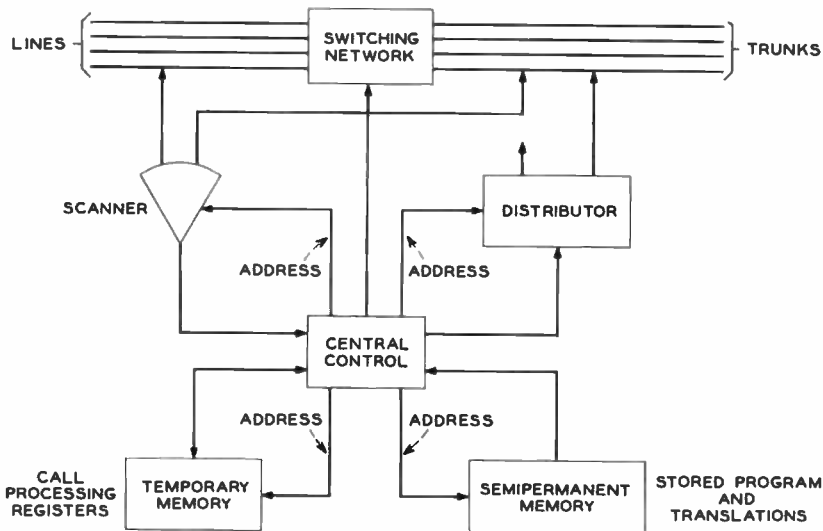 LINES
SWITCHING
NETWORK
TRUNKS
SCANNER
DISTRIBUTOR
ADDRESS
ADDRESS
CENTRAL
CONTROL
ADDRESS
ADDRESS
CALL
PROCESSING
REGISTERS
TEMPORARY
MEMORY
SEMIPERMANENT
MEMORY
STORED PROGRAM
AND
TRANSLATIONS